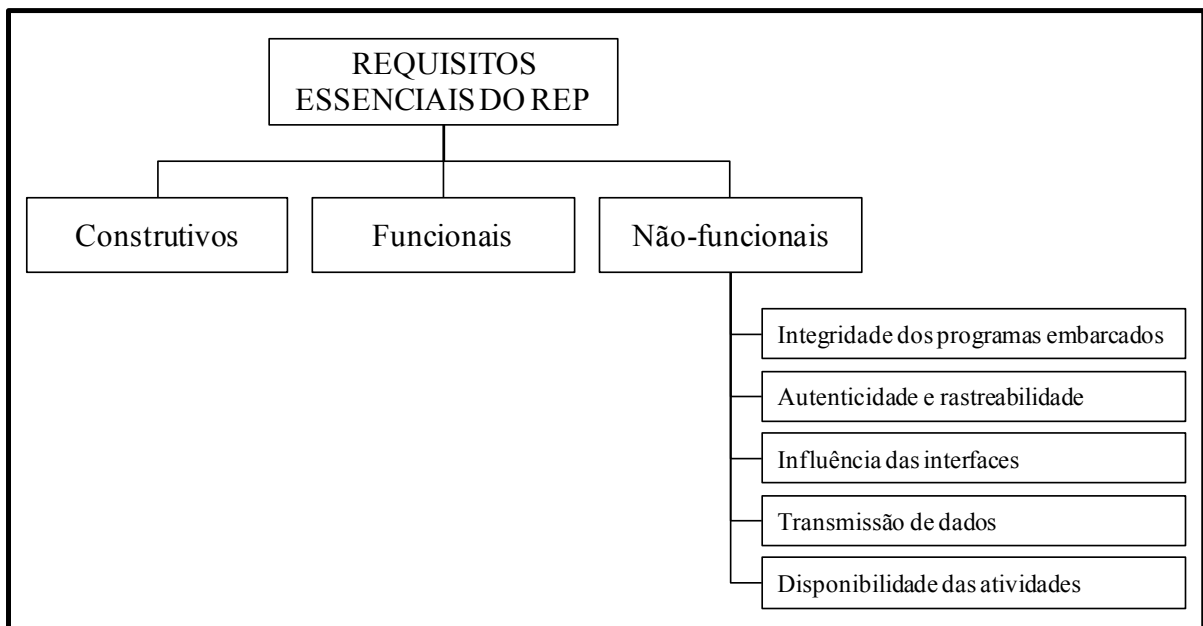 REQUISITOS
ESSENCIAIS DO REP
Construtivos
Funcionais
Não-funcionais
Integridade dos programas embarcados
Autenticidade e rastreabilidade
Influência das interfaces
Transmissão de dados
Disponibilidade das atividades